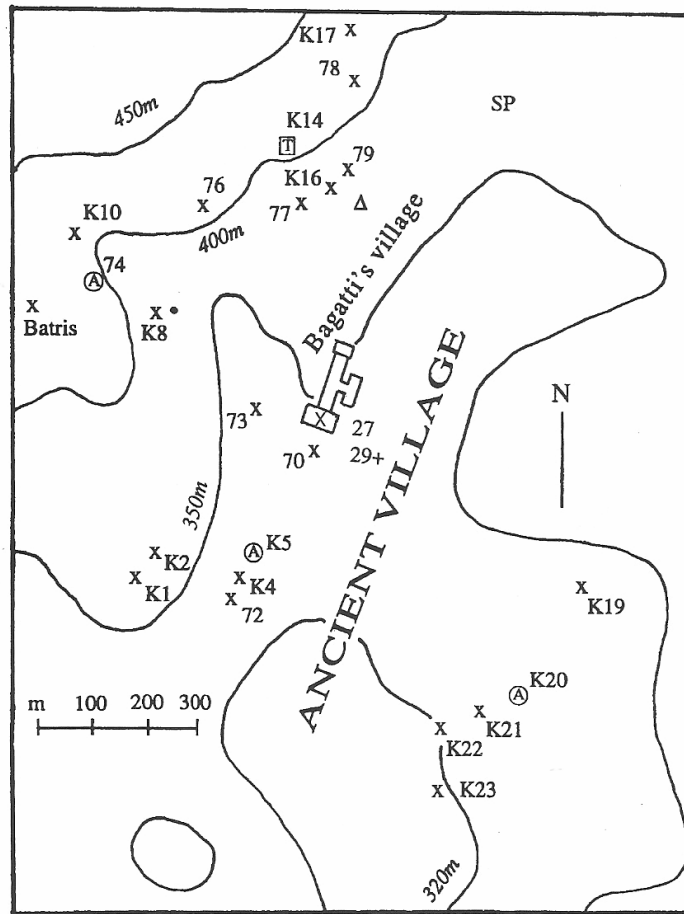 K17
78
450m
SP
K14
T
79
K16
76
77
K10
400m
74
A
Batris
K8
Bagatti's village
73
X
27
70
29+
N
ANCIENT VILLAGE
350m
A
K5
K2
K4
K1
72
K19
K20
A
m 100 200 300
K21
K22
K23
320m